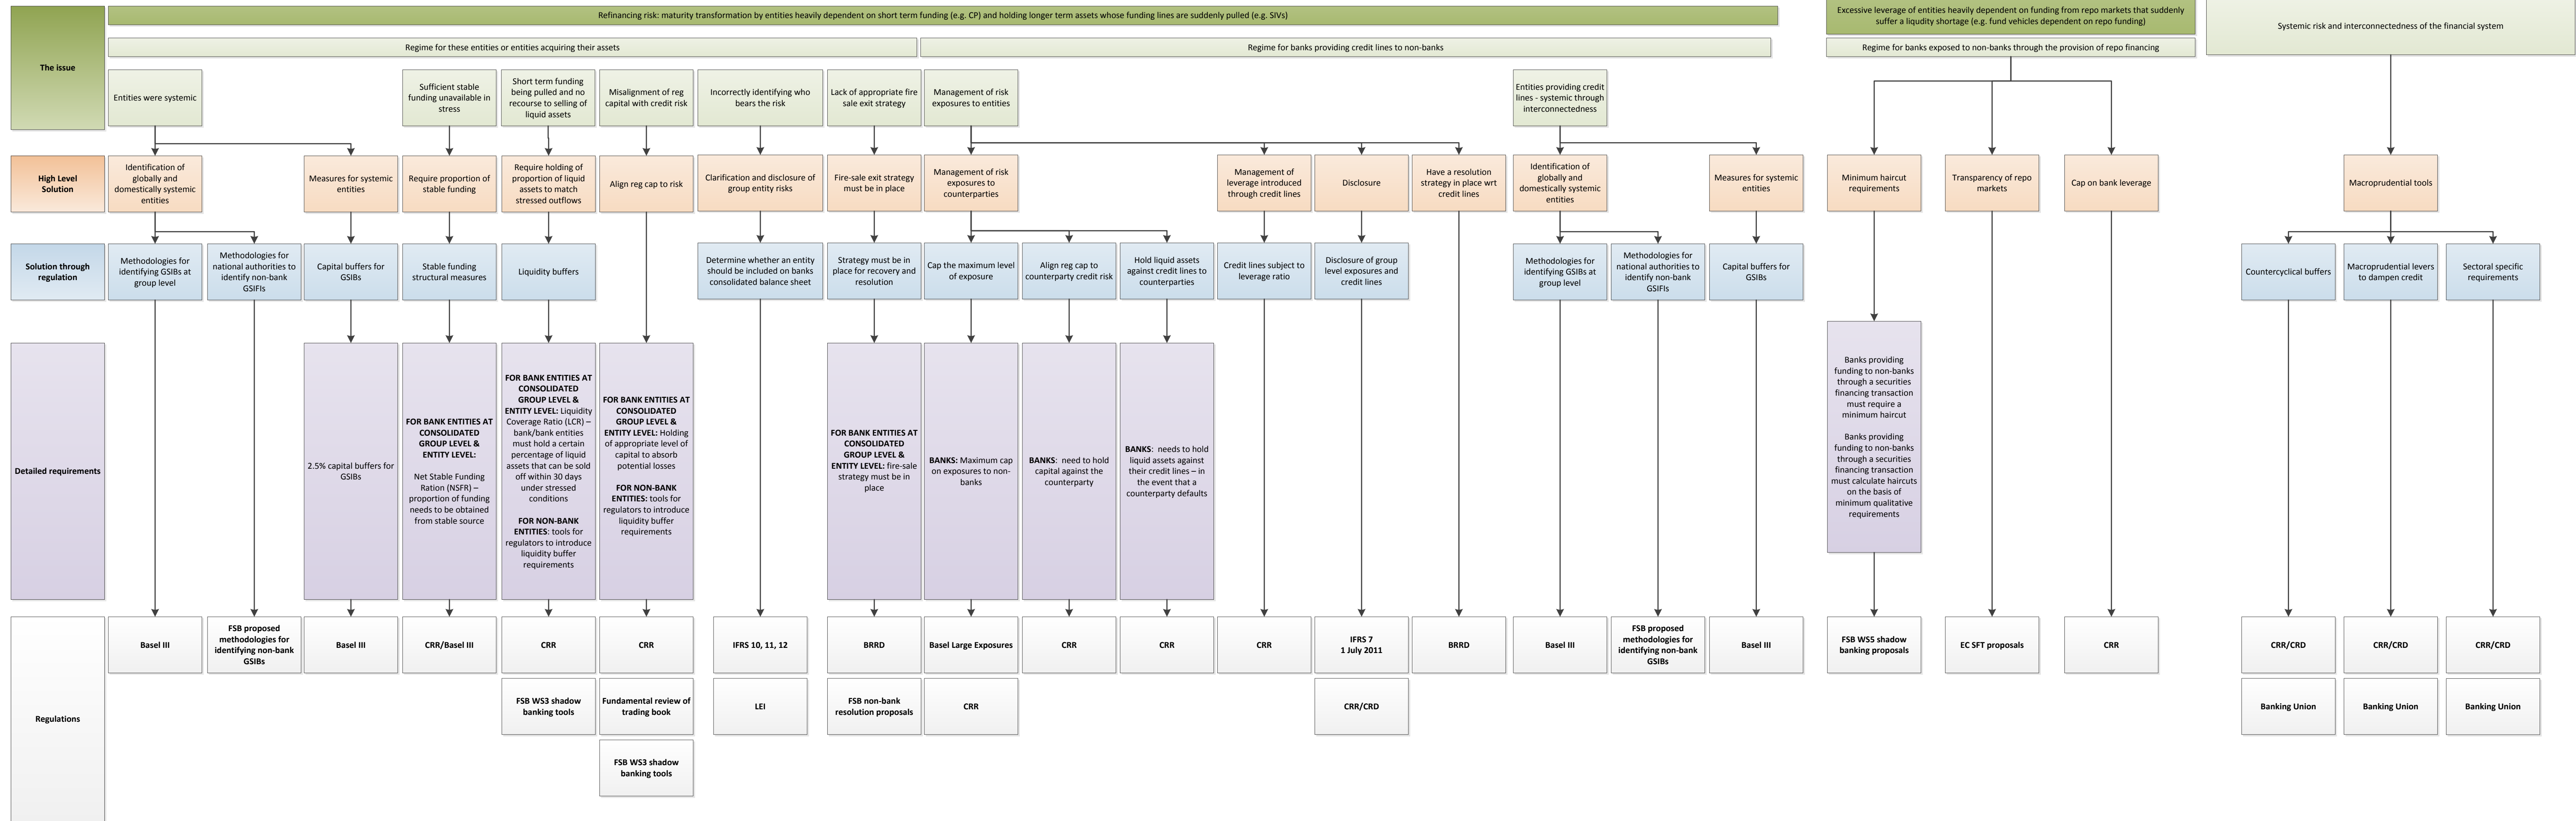 Refinancing risk: maturity transformation by entities heavily dependent on short term funding (e.g. CP) and holding longer term assets whose funding lines are suddenly pulled (e.g. SIVs)
Excessive leverage of entities heavily dependent on funding from repo markets that suddenly
suffer a liqudity shortage (e.g. fund vehicles dependent on repo funding)
Systemic risk and interconnectedness of the financial system
Regime for these entities or entities acquiring their assets
Regime for banks providing credit lines to non-banks
Regime for banks exposed to non-banks through the provision of repo financing
The issue
Entities were systemic
Sufficient stable
funding unavailable in
stress
Short term funding
being pulled and no
recourse to selling of
liquid assets
Misalignment of reg
capital with credit risk
Incorrectly identifying who
bears the risk
Lack of appropriate fire
sale exit strategy
Management of risk
exposures to entities
Entities providing credit
lines - systemic through
interconnectedness
High Level
Solution
Identification of
globally and
domestically systemic
entities
Measures for systemic
entities
Require proportion of
stable funding
Require holding of
proportion of liquid
assets to match
stressed outflows
Align reg cap to risk
Clarification and disclosure of
group entity risks
Fire-sale exit strategy
must be in place
Management of risk
exposures to
counterparties
Management of
leverage introduced
through credit lines
Disclosure
Have a resolution
strategy in place wrt
credit lines
Identification of
globally and
domestically systemic
entities
Measures for systemic
entities
Minimum haircut
requirements
Transparency of repo
markets
Cap on bank leverage
Macroprudential tools
Solution through
regulation
Methodologies for
identifying GSIBs at
group level
Methodologies for
national authorities to
identify non-bank
GSIFIs
Capital buffers for
GSIBs
Stable funding
structural measures
Liquidity buffers
Determine whether an entity
should be included on banks
consolidated balance sheet
Strategy must be in
place for recovery and
resolution
Cap the maximum level
of exposure
Align reg cap to
counterparty credit risk
Hold liquid assets
against credit lines to
counterparties
Credit lines subject to
leverage ratio
Disclosure of group
level exposures and
credit lines
Methodologies for
identifying GSIBs at
group level
Methodologies for
national authorities to
identify non-bank
GSIFIs
Capital buffers for
GSIBs
Countercyclical buffers
Macroprudential levers
to dampen credit
Sectoral specific
requirements
Detailed requirements
2.5% capital buffers for
GSIBs
FOR BANK ENTITIES AT
CONSOLIDATED
GROUP LEVEL &
ENTITY LEVEL:
Net Stable Funding
Ration (NSFR) –
proportion of funding
needs to be obtained
from stable source
FOR BANK ENTITIES AT
CONSOLIDATED
GROUP LEVEL &
ENTITY LEVEL: Liquidity
Coverage Ratio (LCR) –
bank/bank entities
must hold a certain
percentage of liquid
assets that can be sold
off within 30 days
under stressed
conditions
FOR NON-BANK
ENTITIES: tools for
regulators to introduce
liquidity buffer
requirements
FOR BANK ENTITIES AT
CONSOLIDATED
GROUP LEVEL &
ENTITY LEVEL: Holding
of appropriate level of
capital to absorb
potential losses
FOR NON-BANK
ENTITIES: tools for
regulators to introduce
liquidity buffer
requirements
FOR BANK ENTITIES AT
CONSOLIDATED
GROUP LEVEL &
ENTITY LEVEL: fire-sale
strategy must be in
place
BANKS: Maximum cap
on exposures to non-
banks
BANKS: need to hold
capital against the
counterparty
BANKS: needs to hold
liquid assets against
their credit lines – in
the event that a
counterparty defaults
Banks providing
funding to non-banks
through a securities
financing transaction
must require a
minimum haircut
Banks providing
funding to non-banks
through a securities
financing transaction
must calculate haircuts
on the basis of
minimum qualitative
requirements
Regulations
Basel III
FSB proposed
methodologies for
identifying non-bank
GSIBs
Basel III
CRR/Basel III
CRR
CRR
IFRS 10, 11, 12
BRRD
Basel Large Exposures
CRR
CRR
CRR
IFRS 7
1 July 2011
BRRD
Basel III
FSB proposed
methodologies for
identifying non-bank
GSIBs
Basel III
FSB WS5 shadow
banking proposals
EC SFT proposals
CRR
CRR/CRD
CRR/CRD
CRR/CRD
FSB WS3 shadow
banking tools
Fundamental review of
trading book
LEI
FSB non-bank
resolution proposals
CRR
CRR/CRD
Banking Union
Banking Union
Banking Union
FSB WS3 shadow
banking tools